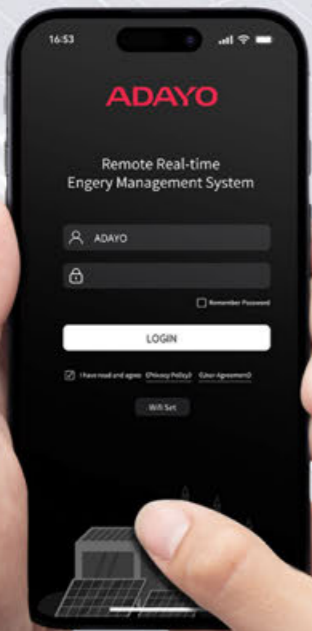 16:53
ADAYO
Remote Real-time
Engery Management System
ADAYO
Remember Password
LOGIN
I have read and agree 《Privacy Policy》 《User Agreement》
Wifi Set